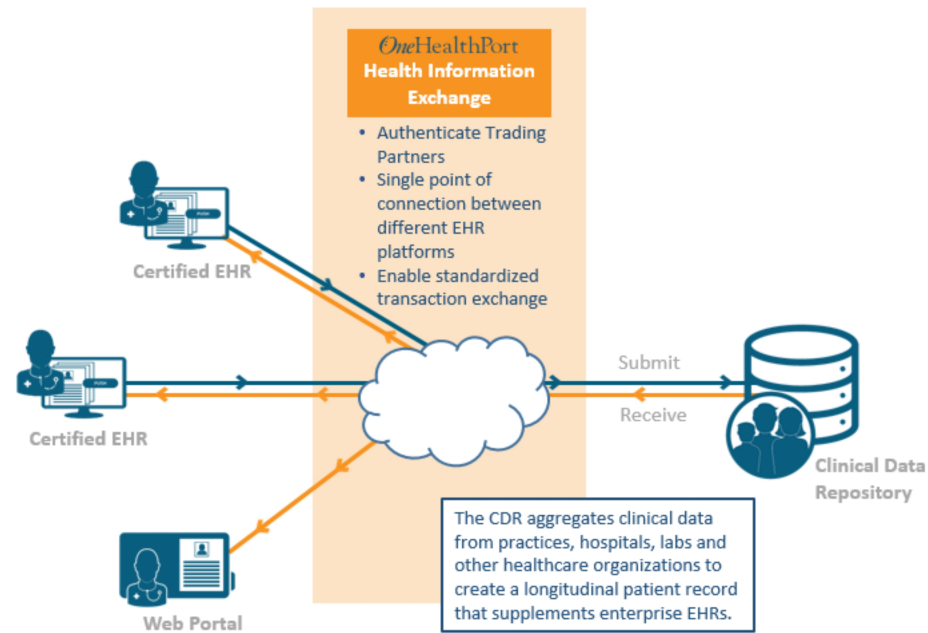 OneHealthPort
Health Information
Exchange
• Authenticate Trading
Partners
• Single point of
connection between
different EHR
platforms
• Enable standardized
transaction exchange
Certified EHR
Certified EHR
Web Portal
Submit
Receive
Clinical Data
Repository
The CDR aggregates clinical data
from practices, hospitals, labs and
other healthcare organizations to
create a longitudinal patient record
that supplements enterprise EHRs.